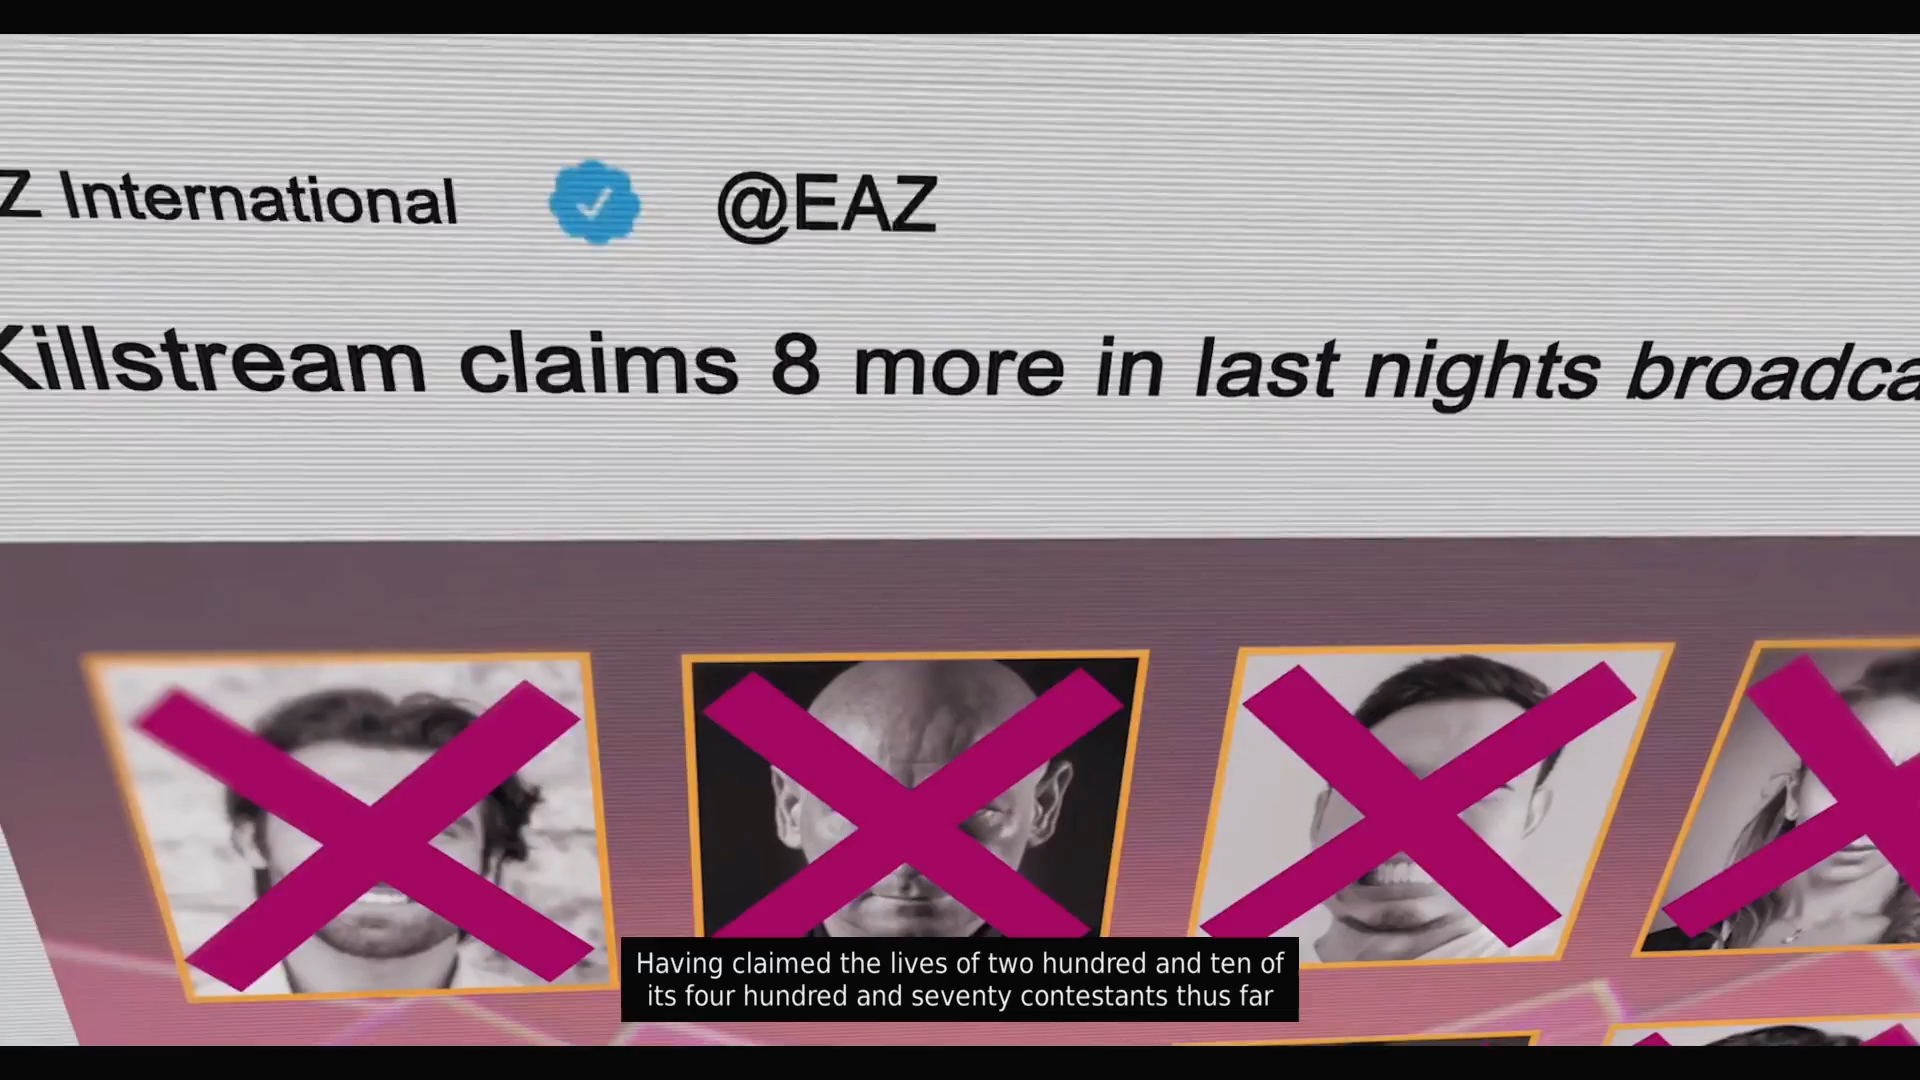 Z International @EAZ
Killstream claims 8 more in last nights broadca
Having claimed the lives of two hundred and ten of
its four hundred and seventy contestants thus far